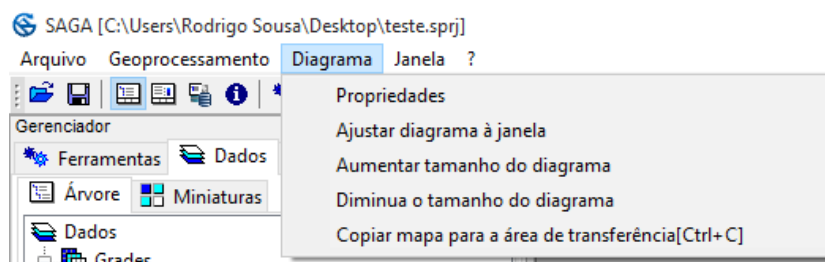 SAGA [C:\Users\Rodrigo Sousa\Desktop\teste.sprj]
Arquivo Geoprocessamento Diagrama Janela ?
Propriedades
Ajustar diagrama à janela
Aumentar tamanho do diagrama
Diminua o tamanho do diagrama
Copiar mapa para a área de transferência[Ctrl+C]
Gerenciador
Ferramentas Dados
Árvore Miniaturas
Dados
Grades